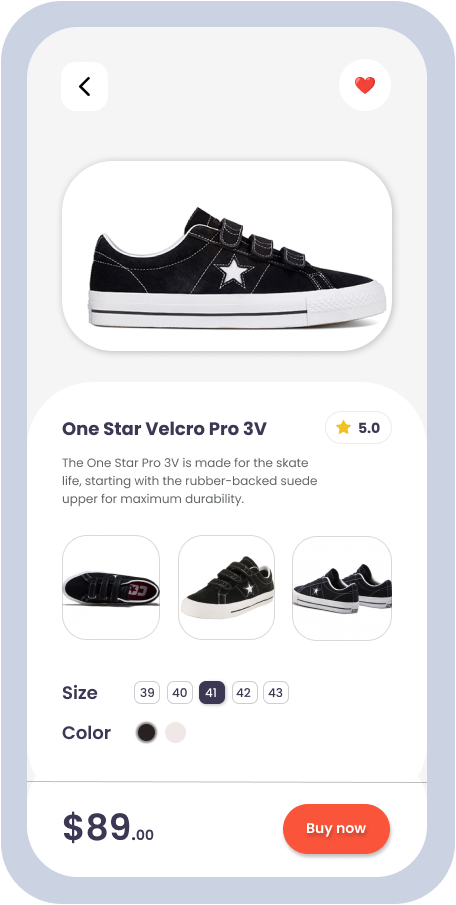 One Star Velcro Pro 3V
5.0
The One Star Pro 3V is made for the skate
life, starting with the rubber-backed suede
upper for maximum durability.
Size 39 40 41 42 43
Color
$89.00
Buy now